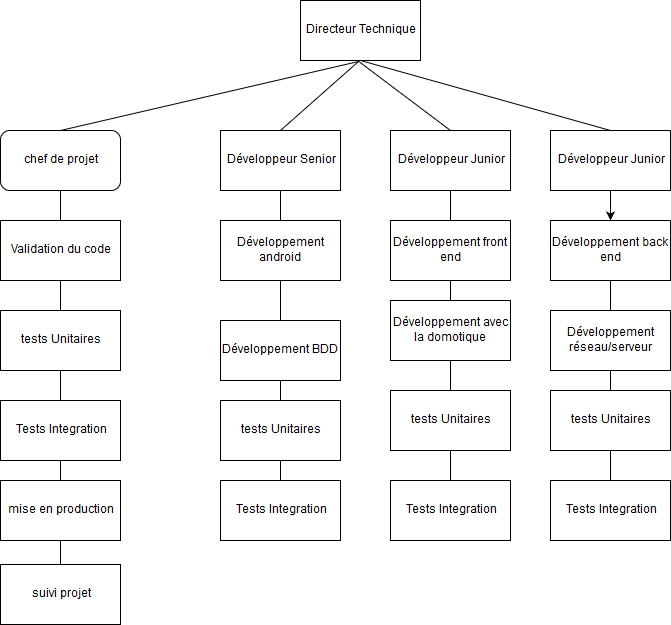 Directeur Technique
chef de projet
Développeur Senior
Développeur Junior
Développeur Junior
Validation du code
Développement
android
Développement front
end
Développement back
end
tests Unitaires
Développement BDD
Développement avec
la domotique
Développement
réseau/serveur
Tests Integration
tests Unitaires
tests Unitaires
tests Unitaires
mise en production
Tests Integration
Tests Integration
Tests Integration
suivi projet